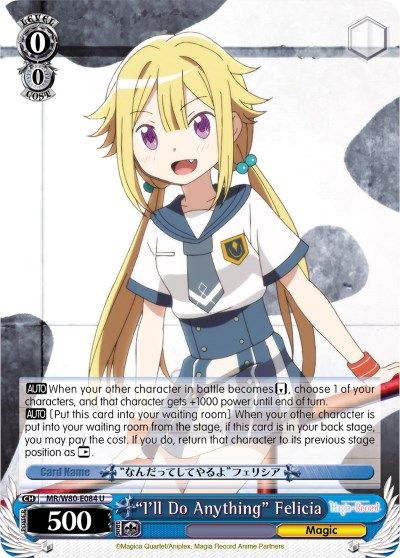 LEVEL
0
0
COST
AUTO When your other character in battle becomes [ ], choose 1 of your
characters, and that character gets +1000 power until end of turn.
AUTO [Put this card into your waiting room] When your other character is
put into your waiting room from the stage, if this card is in your back stage,
you may pay the cost. If you do, return that character to its previous stage
position as [ ].
Card Name
"なんだってしてやるよ"フェリシア
CH MR/W80-E084 U
"I'll Do Anything" Felicia
Magia Record
500
Magic
©Magica Quartet/Aniplex, Magia Record Anime Partners